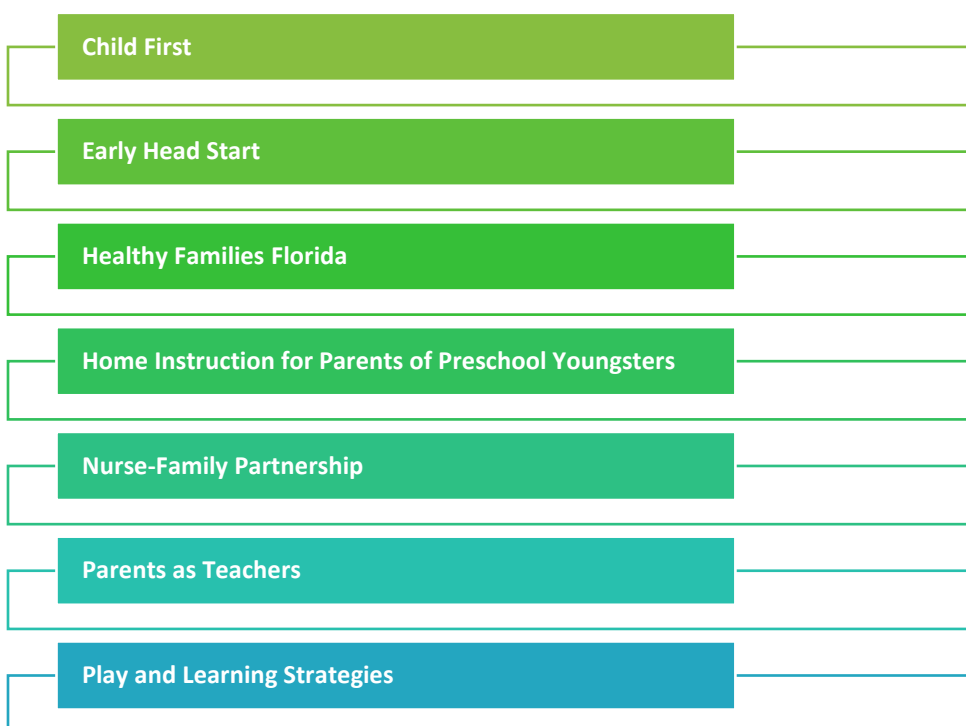 Child First
Early Head Start
Healthy Families Florida
Home Instruction for Parents of Preschool Youngsters
Nurse-Family Partnership
Parents as Teachers
Play and Learning Strategies